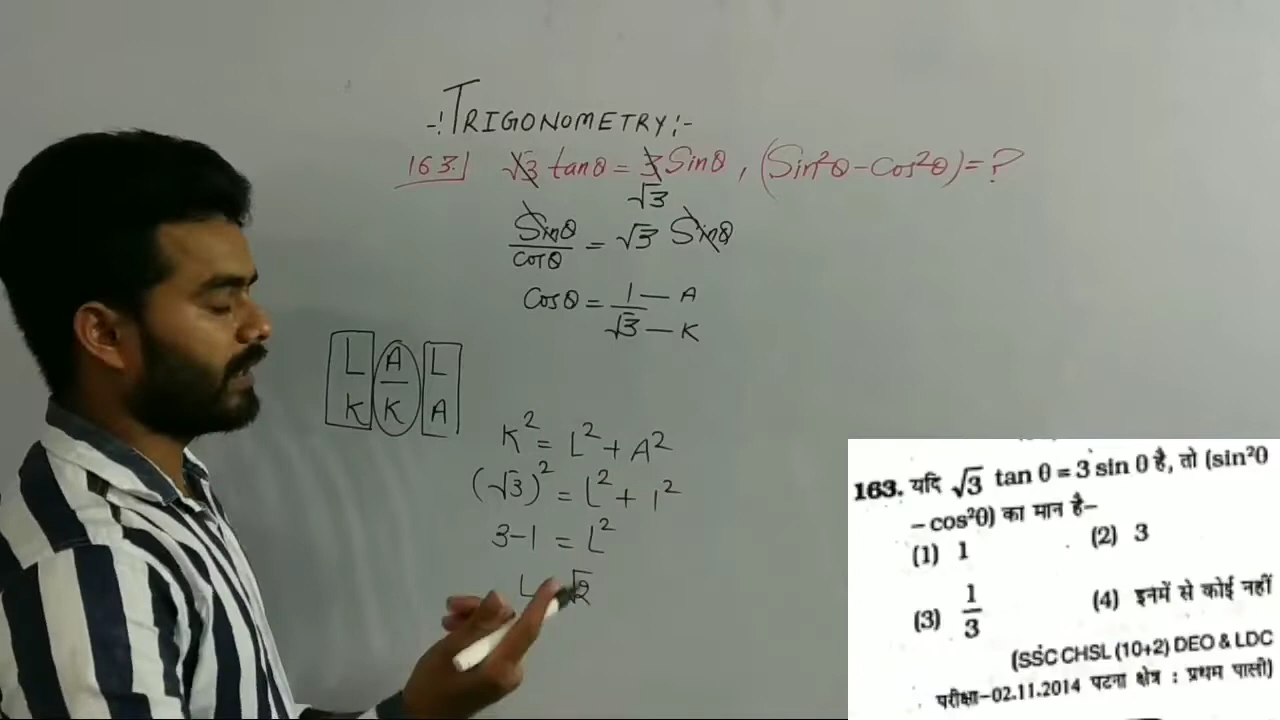 -:TRIGONOMETRY:-
163. √3 tanθ = 3 Sinθ, (Sin²θ - Cos²θ) = ?
√3
Sinθ/cosθ = √3 Sinθ
Cosθ = 1/√3 — A — K
L A L
K K A
K² = L² + A²
(√3)² = L² + 1²
3-1 = L²
L √2
163. यदि √3 tan θ = 3 sin θ है, तो (sin²θ
- cos²θ) का मान है–
(1) 1 (2) 3
(3) 1/3 (4) इनमें से कोई नहीं
(SSC CHSL (10+2) DEO & LDC
परीक्षा–02.11.2014 पटना क्षेत्र : प्रथम पाली)